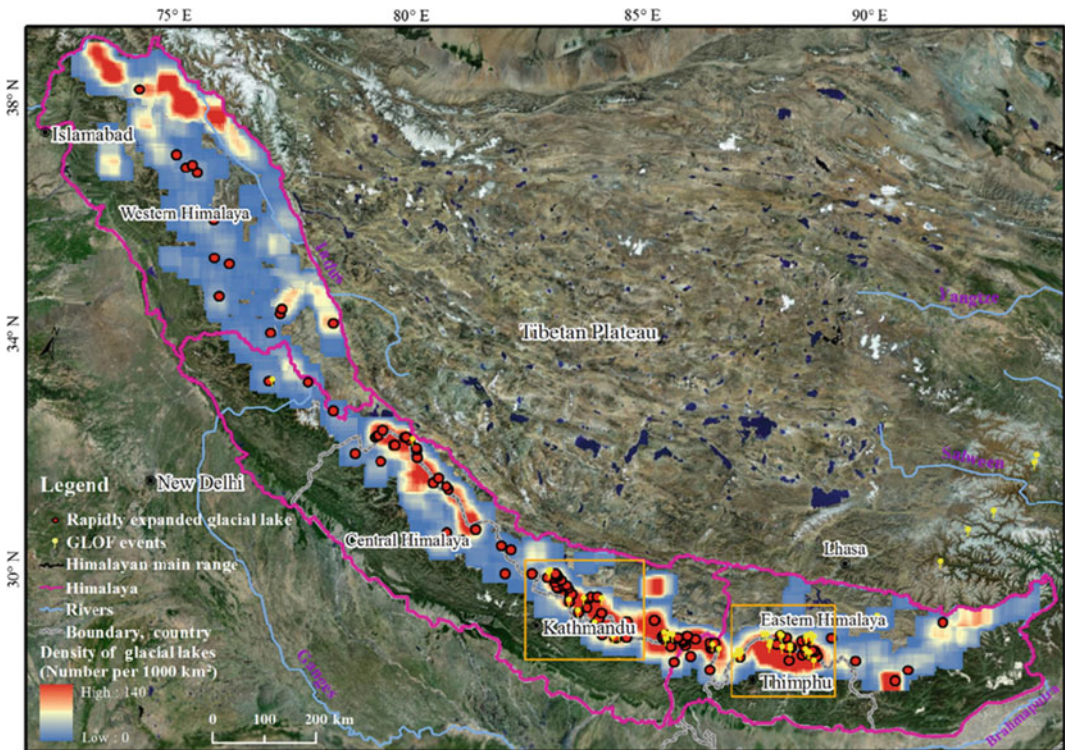 75° E
80° E
85° E
90° E
38° N
34° N
30° N
Islamabad
Western Himalaya
Indus
Tibetan Plateau
Yangtze
Salween
New Delhi
Central Himalaya
Lhasa
Kathmandu
Eastern Himalaya
Thimphu
Ganges
Brahmaputra
Legend
Rapidly expanded glacial lake
GLOF events
Himalayan main range
Himalaya
Rivers
Boundary, country
Density of glacial lakes
(Number per 1000 km²)
High : 140
Low : 0
0 100 200 km